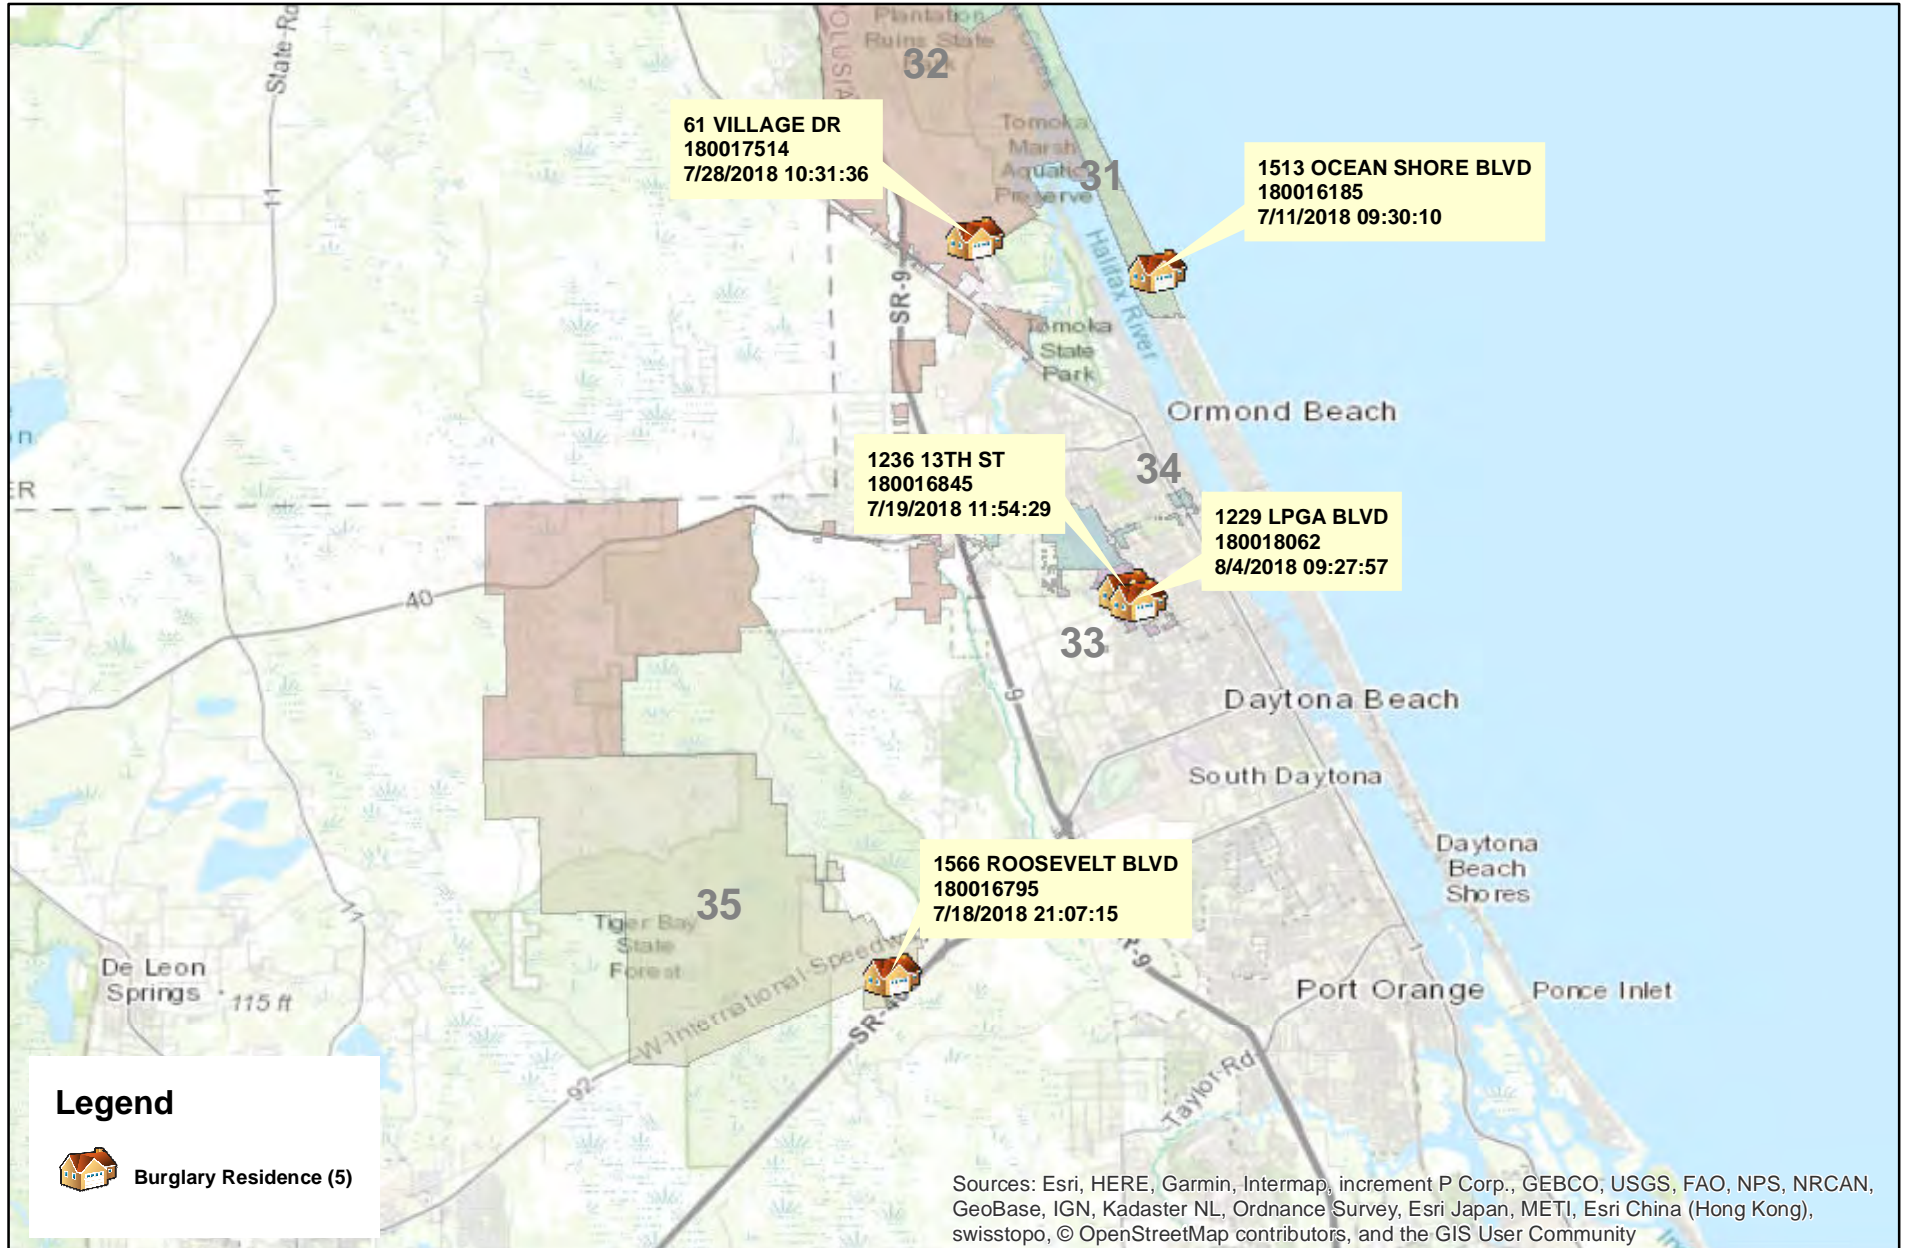 Plantation
Ruins State
32
State Ro
61 VILLAGE DR
180017514
7/28/2018 10:31:36
Tomoka
Marsh
Aquatic
Preserve
31
1513 OCEAN SHORE BLVD
180016185
7/11/2018 09:30:10
11
Halifax River
SR-9
Tomoka
State
Park
Ormond Beach
1236 13TH ST
180016845
7/19/2018 11:54:29
34
ER
1229 LPGA BLVD
180018062
8/4/2018 09:27:57
40
33
9
Daytona Beach
South Daytona
1566 ROOSEVELT BLVD
180016795
7/18/2018 21:07:15
Daytona
Beach
Shores
35
11
Tiger Bay
State
Forest
W International Speedw
De Leon
Springs
115 ft
R-9
Port Orange
Ponce Inlet
SR-4
92
Taylor Rd
Legend
Burglary Residence (5)
Sources: Esri, HERE, Garmin, Intermap, increment P Corp., GEBCO, USGS, FAO, NPS, NRCAN,
GeoBase, IGN, Kadaster NL, Ordnance Survey, Esri Japan, METI, Esri China (Hong Kong),
swisstopo, © OpenStreetMap contributors, and the GIS User Community